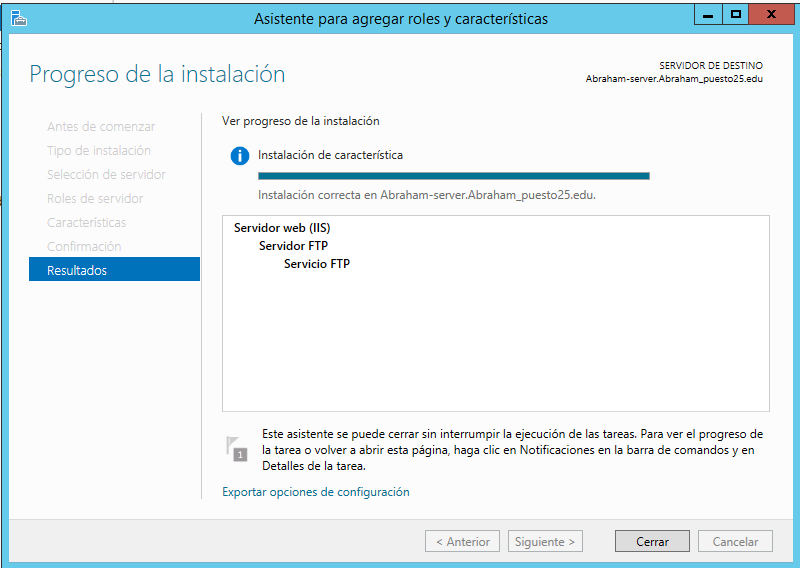 Asistente para agregar roles y características
Progreso de la instalación
SERVIDOR DE DESTINO
Abraham-server.Abraham_puesto25.edu
Antes de comenzar
Tipo de instalación
Selección de servidor
Roles de servidor
Características
Confirmación
Resultados
Ver progreso de la instalación
Instalación de característica
Instalación correcta en Abraham-server.Abraham_puesto25.edu.
Servidor web (IIS)
Servidor FTP
Servicio FTP
1
Este asistente se puede cerrar sin interrumpir la ejecución de las tareas. Para ver el progreso de
la tarea o volver a abrir esta página, haga clic en Notificaciones en la barra de comandos y en
Detalles de la tarea.
Exportar opciones de configuración
< Anterior
Siguiente >
Cerrar
Cancelar